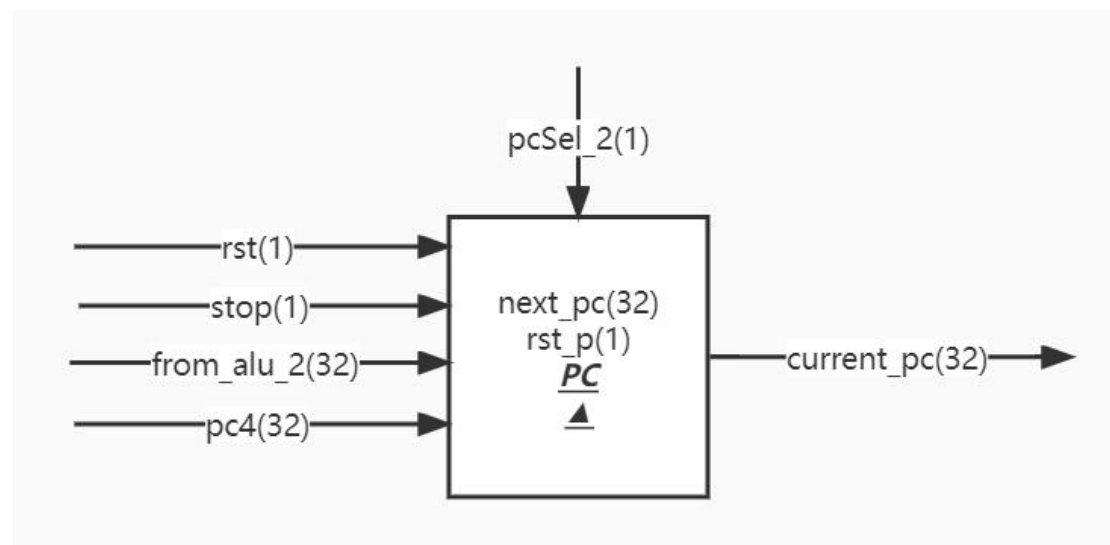 pcSel_2(1)
rst(1)
stop(1)
from_alu_2(32)
pc4(32)
next_pc(32)
rst_p(1)
PC
current_pc(32)